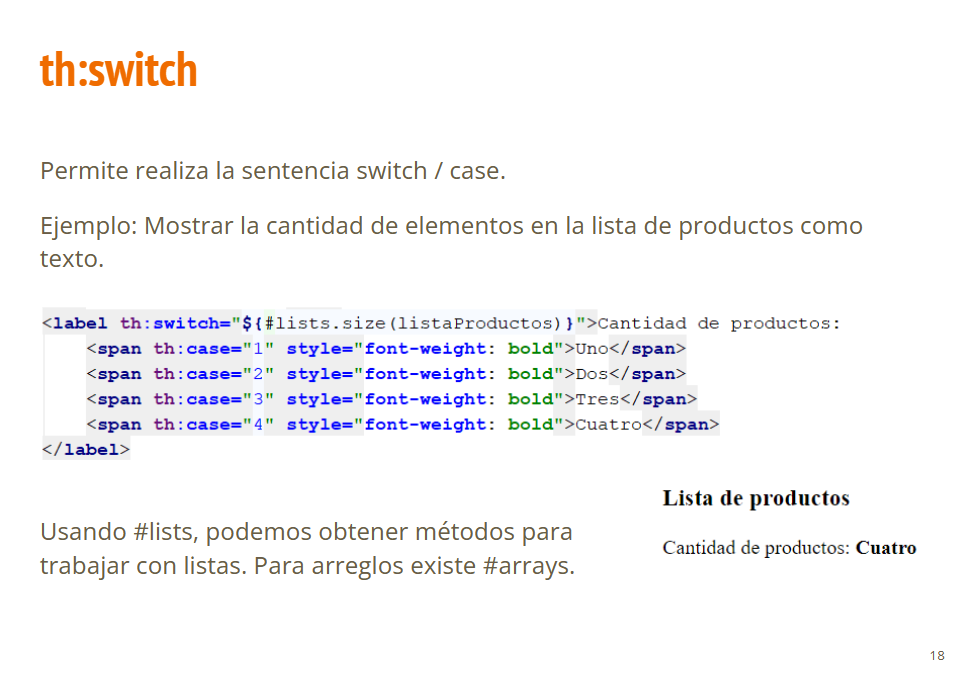 th:switch
Permite realiza la sentencia switch / case.
Ejemplo: Mostrar la cantidad de elementos en la lista de productos como
texto.
<label th:switch="${#lists.size(listaProductos)}">Cantidad de productos:
    <span th:case="1" style="font-weight: bold">Uno</span>
    <span th:case="2" style="font-weight: bold">Dos</span>
    <span th:case="3" style="font-weight: bold">Tres</span>
    <span th:case="4" style="font-weight: bold">Cuatro</span>
</label>
Usando #lists, podemos obtener métodos para
trabajar con listas. Para arreglos existe #arrays.
Lista de productos
Cantidad de productos: Cuatro
18